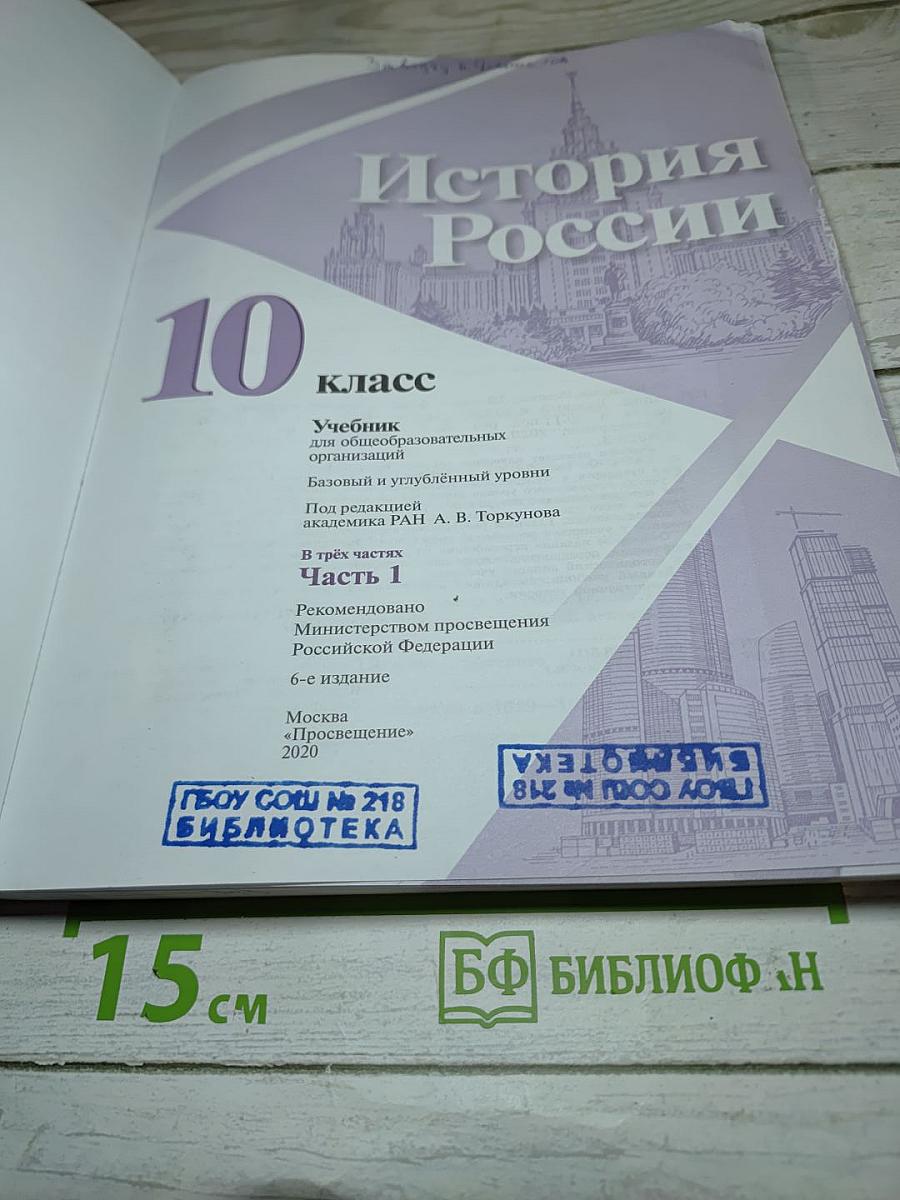 История
России
10 класс
Учебник
для общеобразовательных
организаций
Базовый и углублённый уровни
Под редакцией
академика РАН А. В. Торкунова
В трёх частях
Часть 1
Рекомендовано
Министерством просвещения
Российской Федерации
6-е издание
Москва
«Просвещение»
2020
ГБОУ СОШ № 218
БИБЛИОТЕКА
ГБОУ СОШ № 218
БИБЛИОТЕКА
15 см
БФ БИБЛИОФ